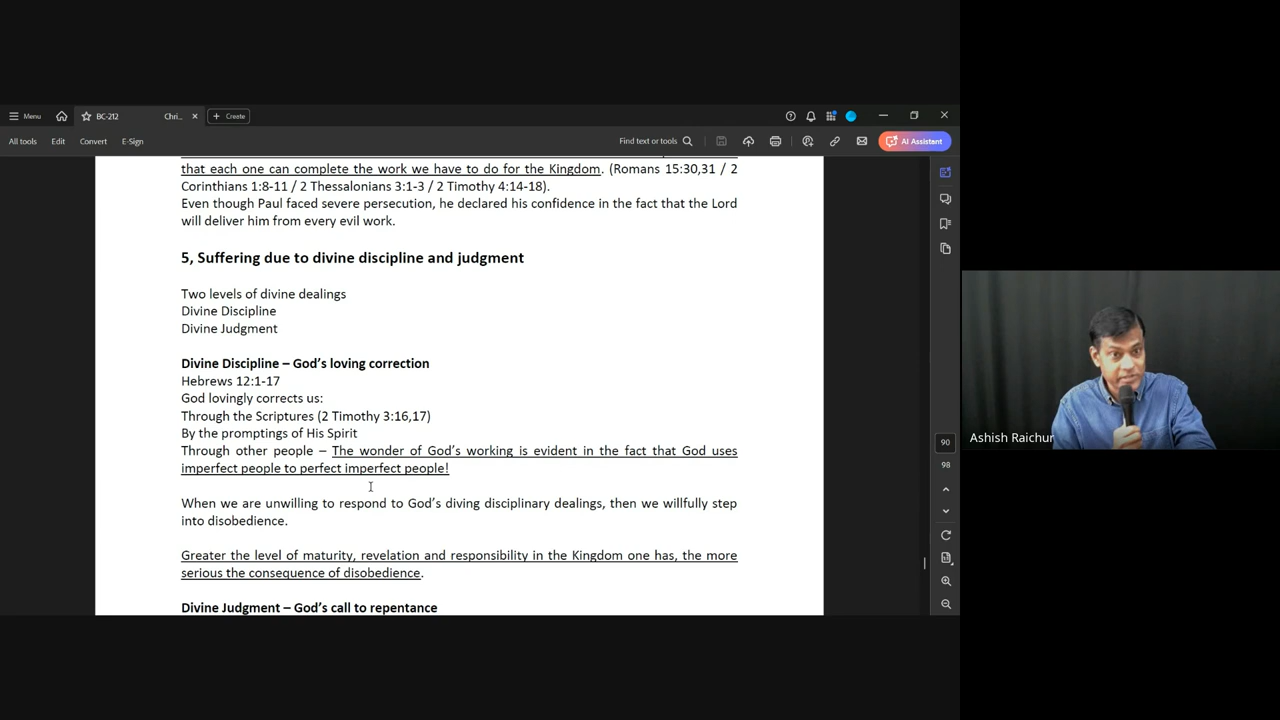 Menu
BC-212
Chri...
Create
All tools
Edit
Convert
E-Sign
Find text or tools
AI Assistant
that each one can complete the work we have to do for the Kingdom. (Romans 15:30,31 / 2
Corinthians 1:8-11 / 2 Thessalonians 3:1-3 / 2 Timothy 4:14-18).
Even though Paul faced severe persecution, he declared his confidence in the fact that the Lord
will deliver him from every evil work.
5, Suffering due to divine discipline and judgment
Two levels of divine dealings
Divine Discipline
Divine Judgment
Divine Discipline – God's loving correction
Hebrews 12:1-17
God lovingly corrects us:
Through the Scriptures (2 Timothy 3:16,17)
By the promptings of His Spirit
Through other people – The wonder of God's working is evident in the fact that God uses
imperfect people to perfect imperfect people!
When we are unwilling to respond to God's diving disciplinary dealings, then we willfully step
into disobedience.
Greater the level of maturity, revelation and responsibility in the Kingdom one has, the more
serious the consequence of disobedience.
Divine Judgment – God's call to repentance
90
98
Ashish Raichur